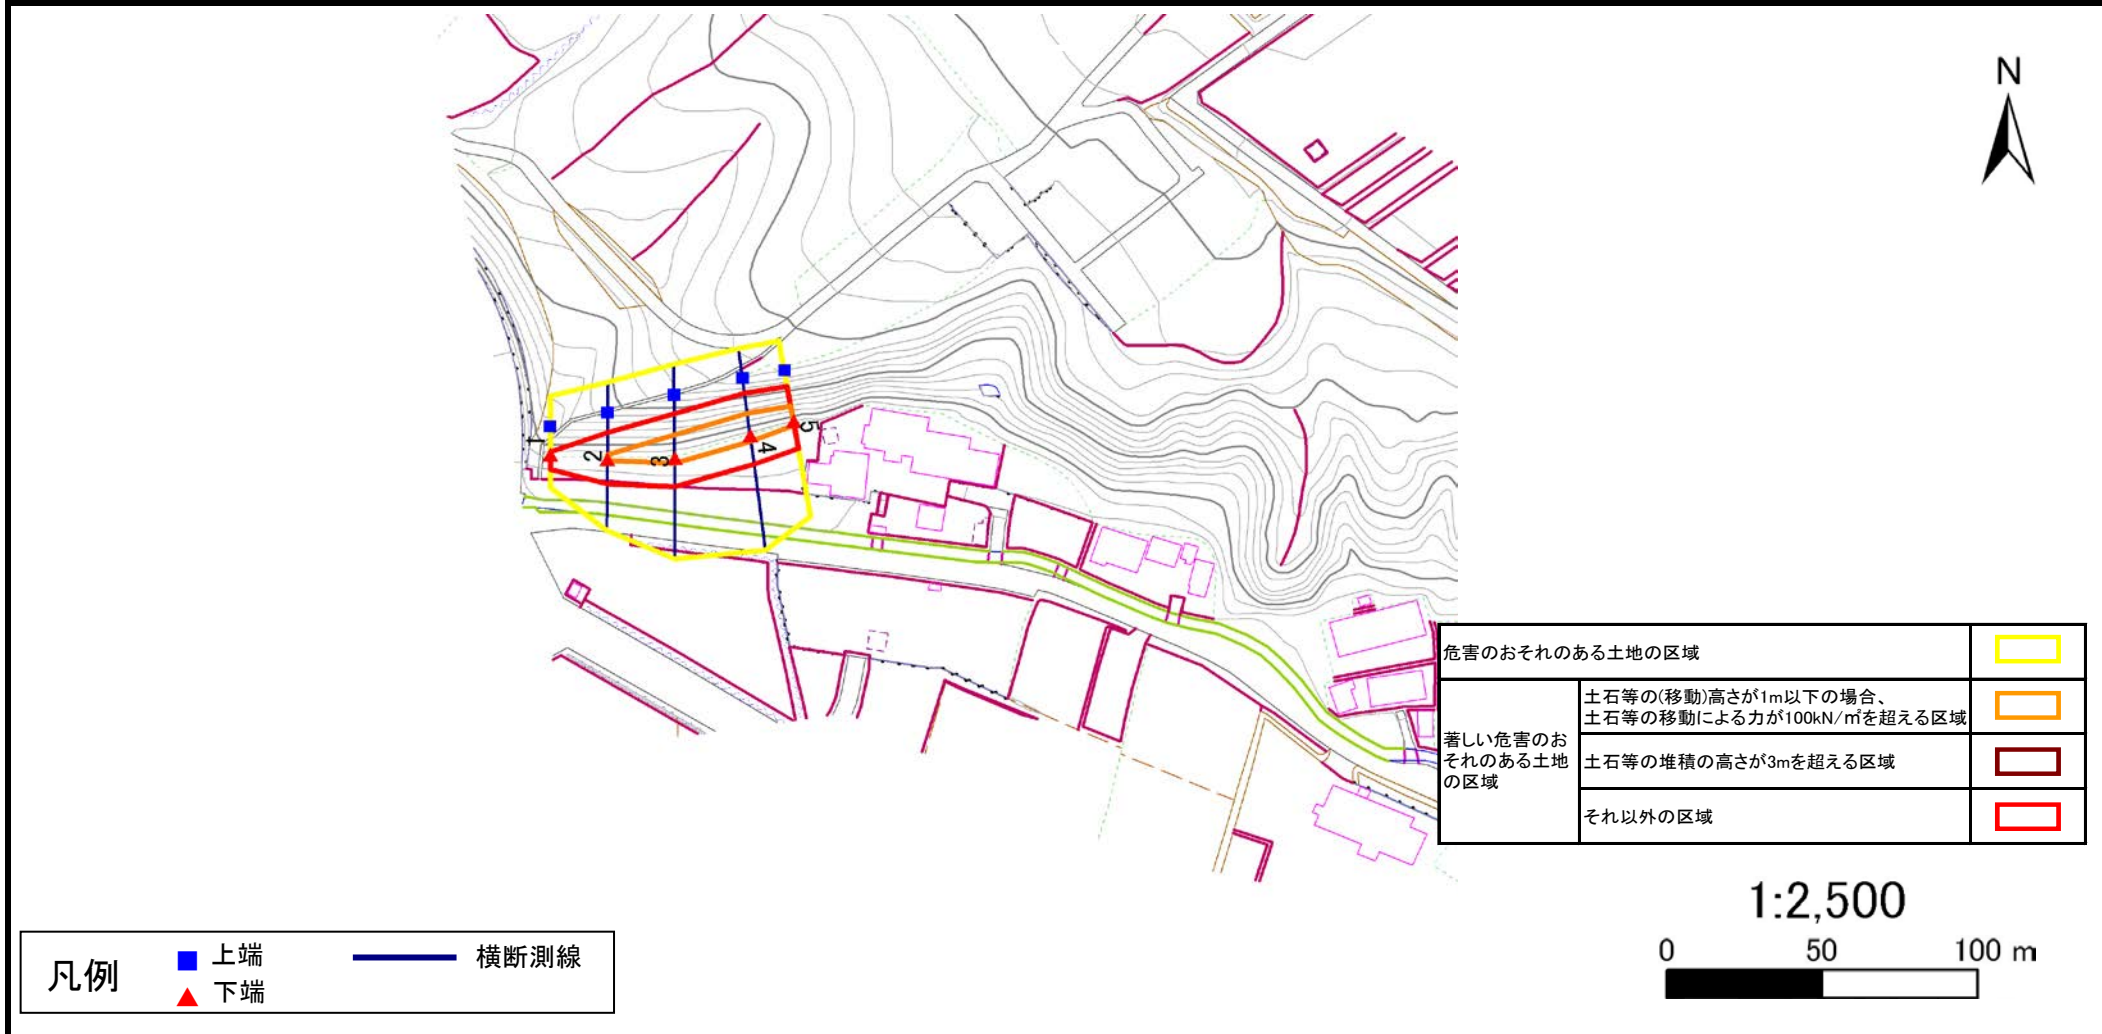 N
1
2
3
4
5
危害のおそれのある土地の区域
著しい危害のお
それのある土地
の区域
土石等の(移動)高さが1m以下の場合、
土石等の移動による力が100kN/㎡を超える区域
土石等の堆積の高さが3mを超える区域
それ以外の区域
1:2,500
0 50 100 m
凡例
上端
下端
横断測線